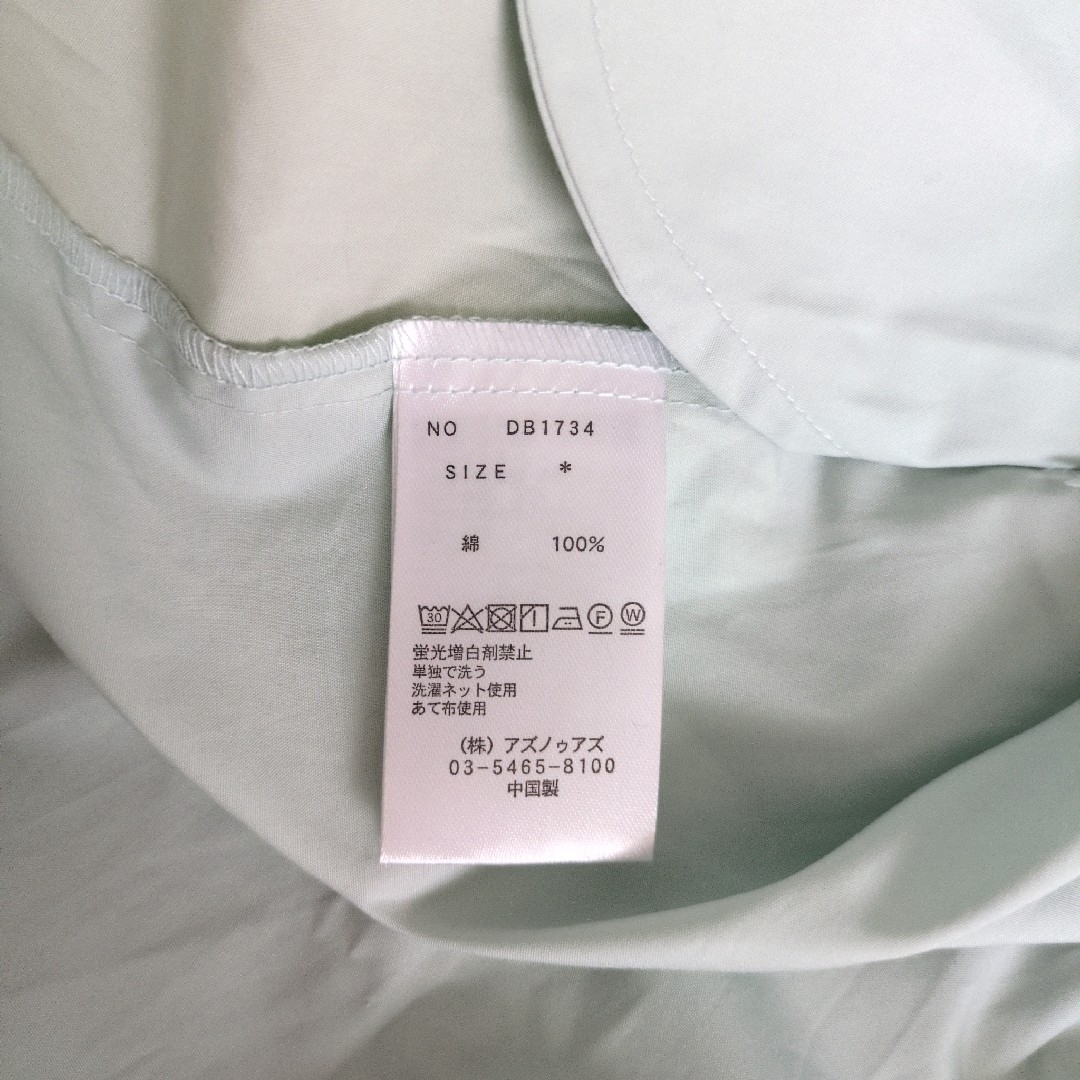 NO DB1734
SIZE *
綿 100%
30 F W
蛍光増白剤禁止
単独で洗う
洗濯ネット使用
あて布使用
(株) アズノゥアズ
03-5465-8100
中国製